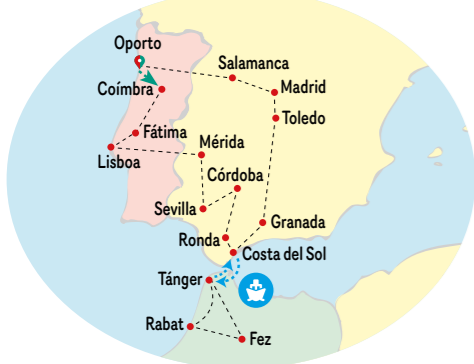 Oporto
Salamanca
Coímbra
Madrid
Toledo
Fátima
Mérida
Lisboa
Córdoba
Sevilla
Granada
Ronda
Costa del Sol
Tánger
Rabat
Fez